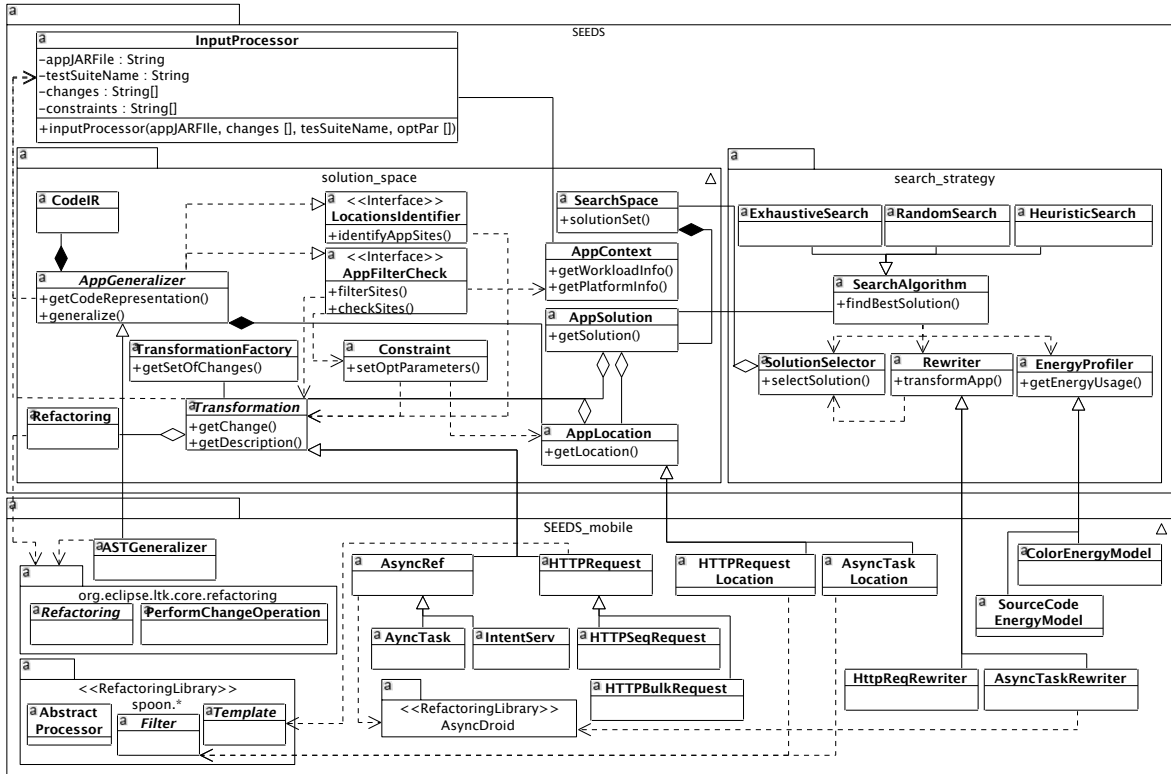 a
SEEDS
a
InputProcessor
-appJARFile : String
-testSuiteName : String
-changes : String[]
-constraints : String[]
+inputProcessor(appJARFIle, changes [], tesSuiteName, optPar [])
a
solution_space
a
CodeIR
a
<<Interface>>
LocationsIdentifier
+identifyAppSites()
a
SearchSpace
+solutionSet()
a
<<Interface>>
AppFilterCheck
+filterSites()
+checkSites()
a
AppContext
+getWorkloadInfo()
+getPlatformInfo()
a
AppGeneralizer
+getCodeRepresentation()
+generalize()
a
AppSolution
+getSolution()
a
TransformationFactory
+getSetOfChanges()
a
Constraint
+setOptParameters()
a
Transformation
+getChange()
+getDescription()
a
Refactoring
a
AppLocation
+getLocation()
a
search_strategy
a
ExhaustiveSearch
a
RandomSearch
a
HeuristicSearch
a
SearchAlgorithm
+findBestSolution()
a
SolutionSelector
+selectSolution()
a
Rewriter
+transformApp()
a
EnergyProfiler
+getEnergyUsage()
a
SEEDS_mobile
a
ASTGeneralizer
a
org.eclipse.ltk.core.refactoring
a
Refactoring
a
PerformChangeOperation
a
<<RefactoringLibrary>>
spoon.*
a
Abstract
Processor
a
Filter
a
Template
a
AsyncRef
a
HTTPRequest
a
AyncTask
a
IntentServ
a
HTTPSeqRequest
a
HTTPBulkRequest
a
<<RefactoringLibrary>>
AsyncDroid
a
HTTPRequest
Location
a
AsyncTask
Location
a
ColorEnergyModel
a
SourceCode
EnergyModel
a
HttpReqRewriter
a
AsyncTaskRewriter